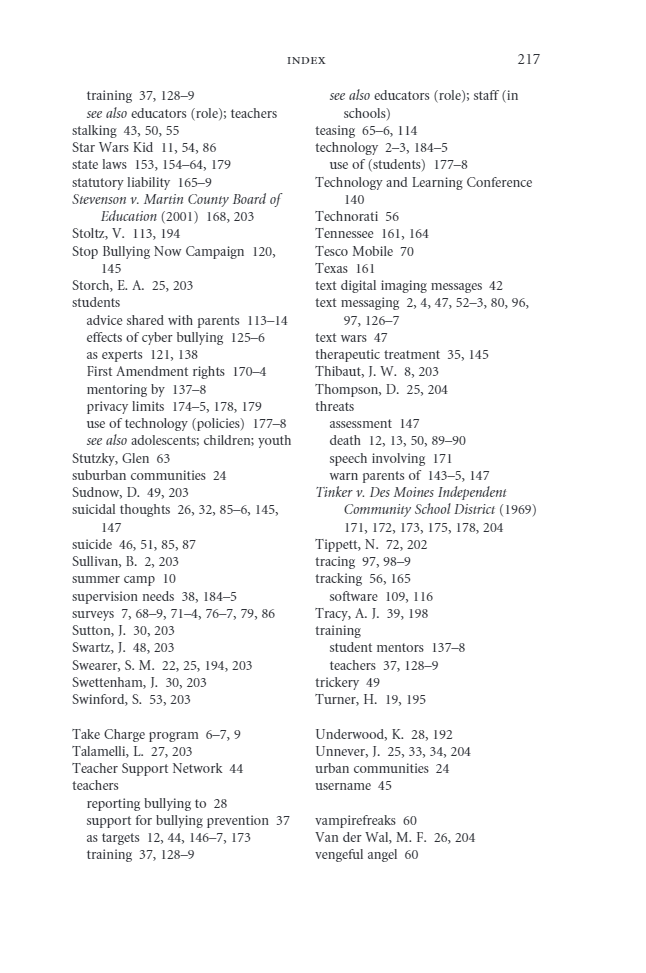 INDEX 217
training 37, 128–9
see also educators (role); teachers
stalking 43, 50, 55
Star Wars Kid 11, 54, 86
state laws 153, 154–64, 179
statutory liability 165–9
Stevenson v. Martin County Board of
Education (2001) 168, 203
Stoltz, V. 113, 194
Stop Bullying Now Campaign 120,
145
Storch, E. A. 25, 203
students
advice shared with parents 113–14
effects of cyber bullying 125–6
as experts 121, 138
First Amendment rights 170–4
mentoring by 137–8
privacy limits 174–5, 178, 179
use of technology (policies) 177–8
see also adolescents; children; youth
Stutzky, Glen 63
suburban communities 24
Sudnow, D. 49, 203
suicidal thoughts 26, 32, 85–6, 145,
147
suicide 46, 51, 85, 87
Sullivan, B. 2, 203
summer camp 10
supervision needs 38, 184–5
surveys 7, 68–9, 71–4, 76–7, 79, 86
Sutton, J. 30, 203
Swartz, J. 48, 203
Swearer, S. M. 22, 25, 194, 203
Swettenham, J. 30, 203
Swinford, S. 53, 203
Take Charge program 6–7, 9
Talamelli, L. 27, 203
Teacher Support Network 44
teachers
reporting bullying to 28
support for bullying prevention 37
as targets 12, 44, 146–7, 173
training 37, 128–9
see also educators (role); staff (in
schools)
teasing 65–6, 114
technology 2–3, 184–5
use of (students) 177–8
Technology and Learning Conference
140
Technorati 56
Tennessee 161, 164
Tesco Mobile 70
Texas 161
text digital imaging messages 42
text messaging 2, 4, 47, 52–3, 80, 96,
97, 126–7
text wars 47
therapeutic treatment 35, 145
Thibaut, J. W. 8, 203
Thompson, D. 25, 204
threats
assessment 147
death 12, 13, 50, 89–90
speech involving 171
warn parents of 143–5, 147
Tinker v. Des Moines Independent
Community School District (1969)
171, 172, 173, 175, 178, 204
Tippett, N. 72, 202
tracing 97, 98–9
tracking 56, 165
software 109, 116
Tracy, A. J. 39, 198
training
student mentors 137–8
teachers 37, 128–9
trickery 49
Turner, H. 19, 195
Underwood, K. 28, 192
Unnever, J. 25, 33, 34, 204
urban communities 24
username 45
vampirefreaks 60
Van der Wal, M. F. 26, 204
vengeful angel 60